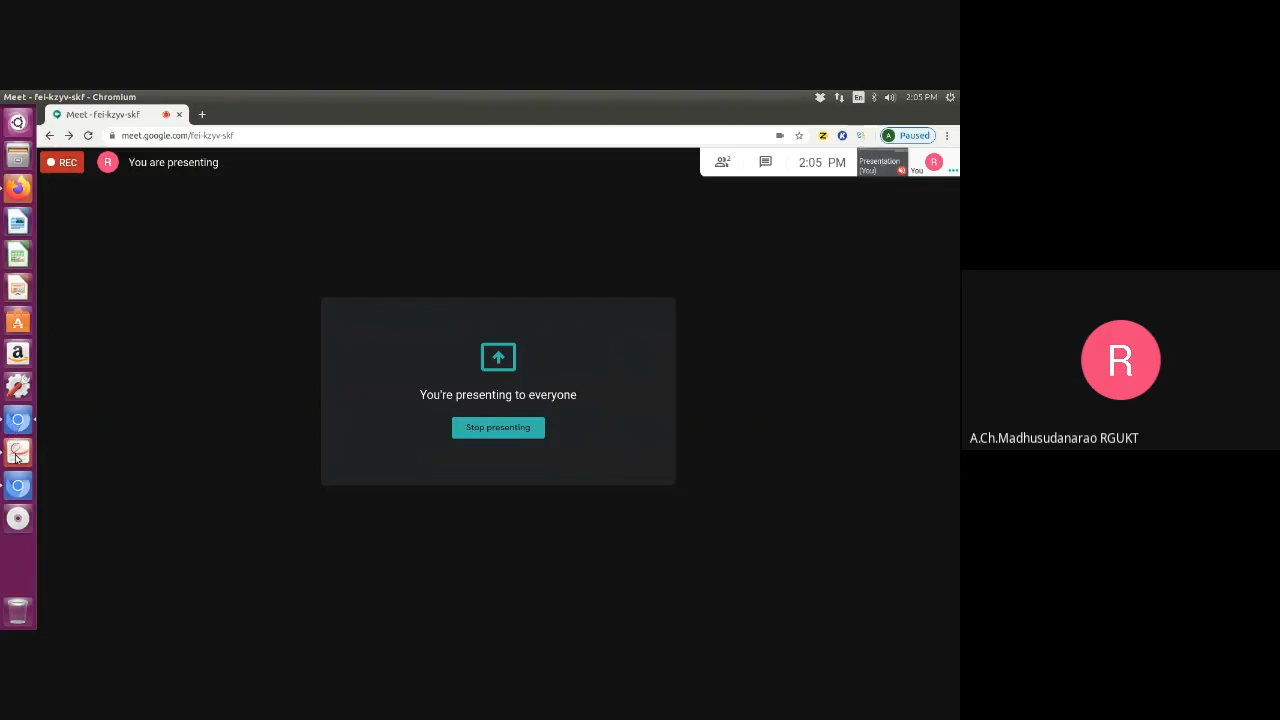 Meet - fei-kzyv-skf - Chromium
En
2:05 PM
Meet - fei-kzyv-skf
meet.google.com/fei-kzyv-skf
Z
K
A Paused
REC
R You are presenting
2
2:05 PM
Presentation
(You)
You
R
You're presenting to everyone
Stop presenting
R
A.Ch.Madhusudanarao RGUKT